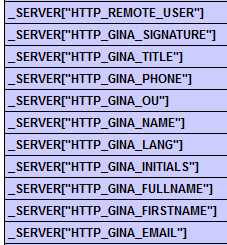 _SERVER["HTTP_REMOTE_USER"]
_SERVER["HTTP_GINA_SIGNATURE"]
_SERVER["HTTP_GINA_TITLE"]
_SERVER["HTTP_GINA_PHONE"]
_SERVER["HTTP_GINA_OU"]
_SERVER["HTTP_GINA_NAME"]
_SERVER["HTTP_GINA_LANG"]
_SERVER["HTTP_GINA_INITIALS"]
_SERVER["HTTP_GINA_FULLNAME"]
_SERVER["HTTP_GINA_FIRSTNAME"]
_SERVER["HTTP_GINA_EMAIL"]